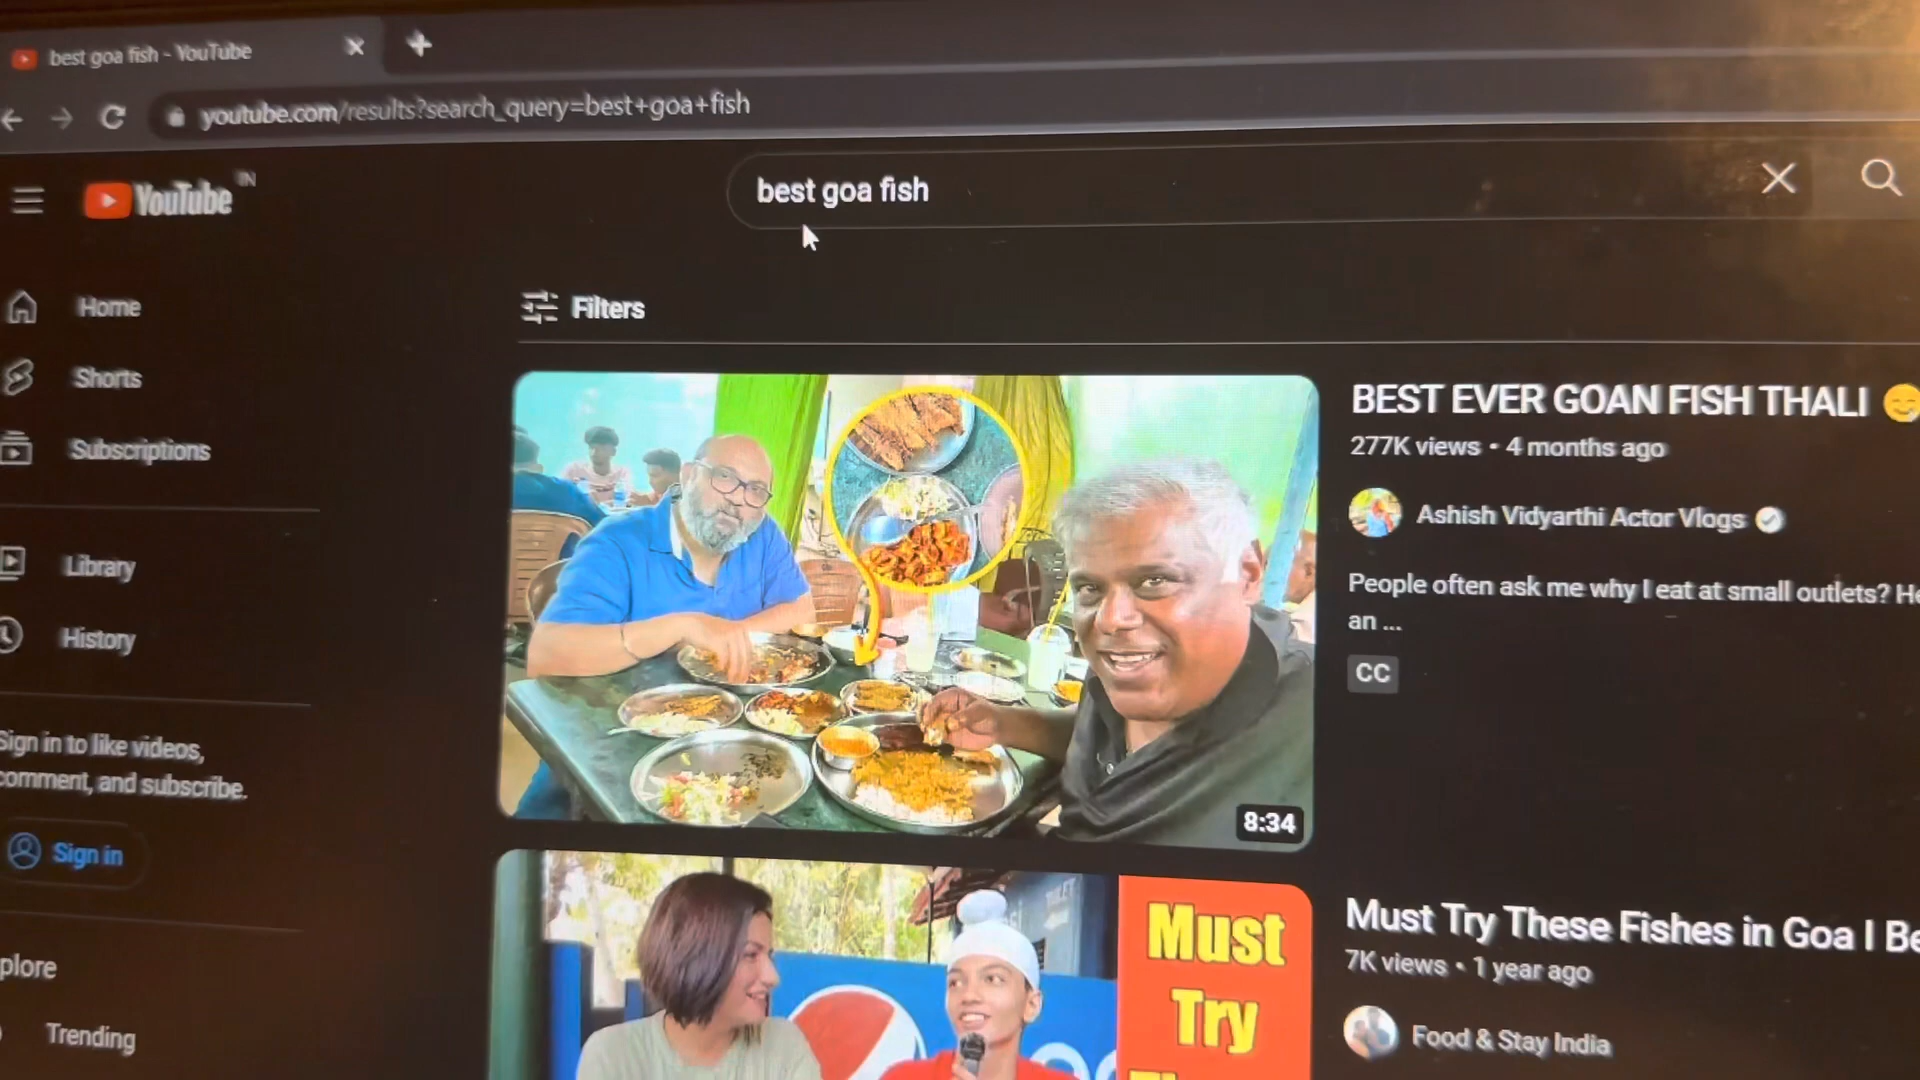 best goa fish - YouTube
youtube.com/results?search_query=best+goa+fish
YouTube IN
best goa fish
Home
Shorts
Subscriptions
Library
History
Sign in to like videos,
comment, and subscribe.
Sign in
plore
Trending
Filters
8:34
BEST EVER GOAN FISH THALI 😋
277K views • 4 months ago
Ashish Vidyarthi Actor Vlogs
People often ask me why I eat at small outlets? He
an ...
CC
Must
Try
Must Try These Fishes in Goa I Be
7K views • 1 year ago
Food & Stay India